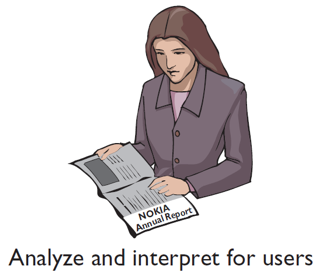 NOKIA
Annual Report
Analyze and interpret for users